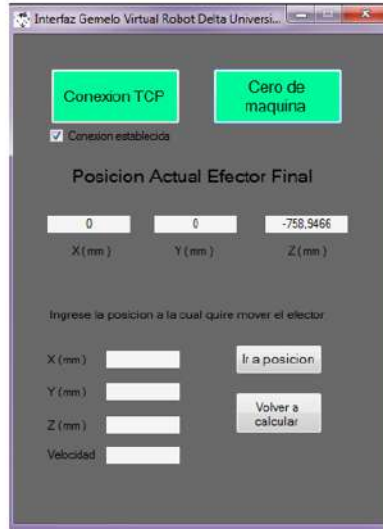 Interfaz Gemelo Virtual Robot Delta Universi...
Conexion TCP
Cero de
maquina
Conexion establecida
Posicion Actual Efector Final
0 0 -758,9466
X ( mm ) Y ( mm ) Z ( mm )
Ingrese la posicion a la cual quire mover el efector
X ( mm ) Ir a posicion
Y ( mm )
Z ( mm ) Volver a
calcular
Velocidad